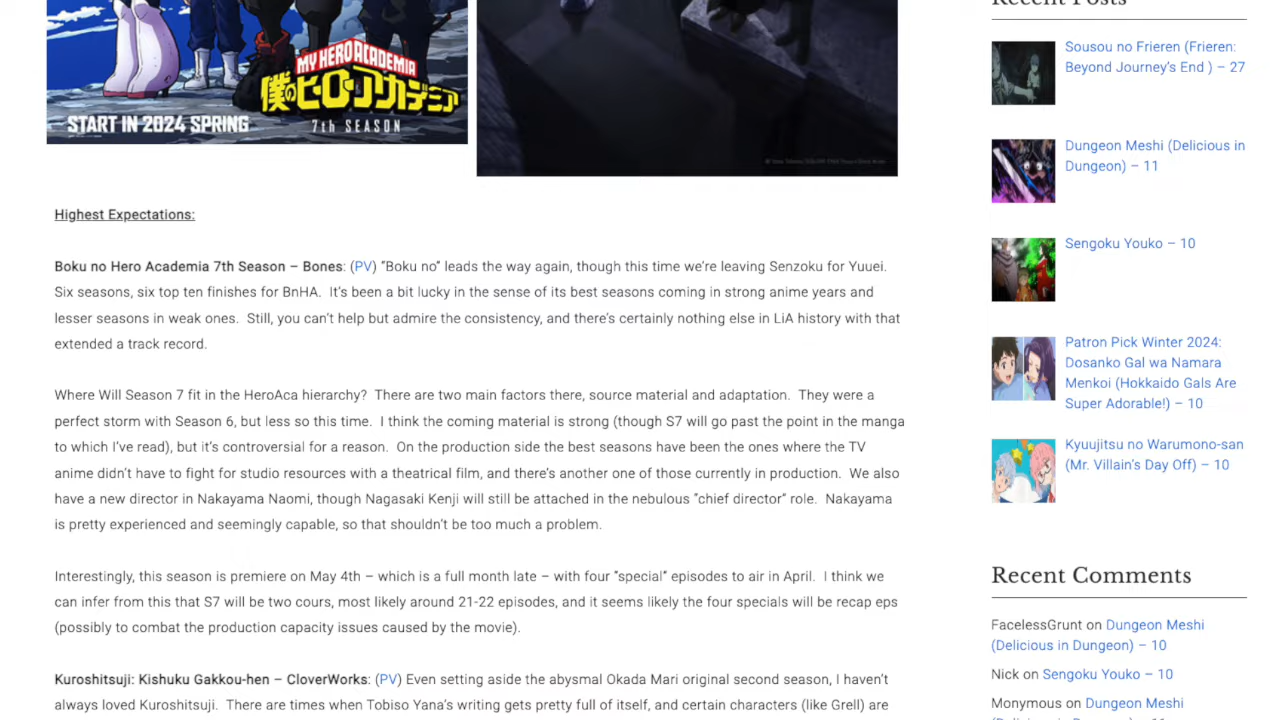 MY HERO ACADEMIA
僕のヒーローアカデミア
START IN 2024 SPRING
7th SEASON
Highest Expectations:
Boku no Hero Academia 7th Season – Bones: (PV) “Boku no” leads the way again, though this time we’re leaving Senzoku for Yuuei.
Six seasons, six top ten finishes for BnHA.  It’s been a bit lucky in the sense of its best seasons coming in strong anime years and
lesser seasons in weak ones.  Still, you can’t help but admire the consistency, and there’s certainly nothing else in LiA history with that
extended a track record.
Where Will Season 7 fit in the HeroAca hierarchy?  There are two main factors there, source material and adaptation.  They were a
perfect storm with Season 6, but less so this time.  I think the coming material is strong (though S7 will go past the point in the manga
to which I’ve read), but it’s controversial for a reason.  On the production side the best seasons have been the ones where the TV
anime didn’t have to fight for studio resources with a theatrical film, and there’s another one of those currently in production.  We also
have a new director in Nakayama Naomi, though Nagasaki Kenji will still be attached in the nebulous “chief director” role.  Nakayama
is pretty experienced and seemingly capable, so that shouldn’t be too much a problem.
Interestingly, this season is premiere on May 4th – which is a full month late – with four “special” episodes to air in April.  I think we
can infer from this that S7 will be two cours, most likely around 21-22 episodes, and it seems likely the four specials will be recap eps
(possibly to combat the production capacity issues caused by the movie).
Kuroshitsuji: Kishuku Gakkou-hen – CloverWorks: (PV) Even setting aside the abysmal Okada Mari original second season, I haven’t
always loved Kuroshitsuji.  There are times when Tobiso Yana’s writing gets pretty full of itself, and certain characters (like Grell) are
Recent Posts
Sousou no Frieren (Frieren:
Beyond Journey’s End ) – 27
Dungeon Meshi (Delicious in
Dungeon) – 11
Sengoku Youko – 10
Patron Pick Winter 2024:
Dosanko Gal wa Namara
Menkoi (Hokkaido Gals Are
Super Adorable!) – 10
Kyuujitsu no Warumono-san
(Mr. Villain’s Day Off) – 10
Recent Comments
FacelessGrunt on Dungeon Meshi
(Delicious in Dungeon) – 10
Nick on Sengoku Youko – 10
Monymous on Dungeon Meshi